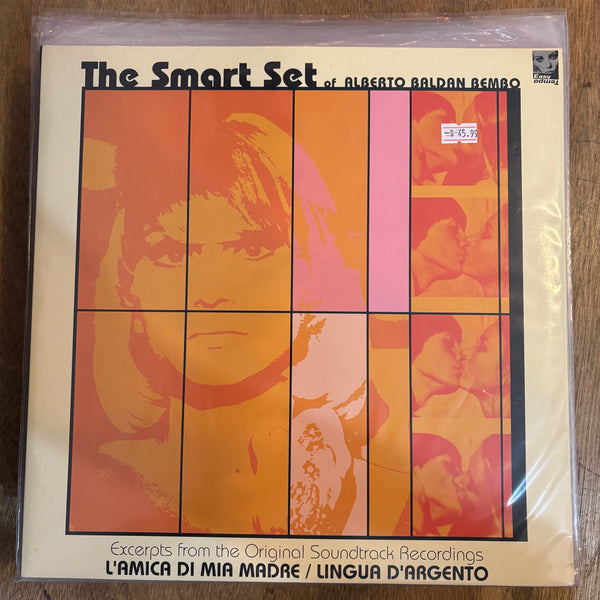 The Smart Set of ALBERTO BALDAN BEMBO
Easy
Tempo
$ 45.99
Excerpts from the Original Soundtrack Recordings
L'AMICA DI MIA MADRE / LINGUA D'ARGENTO